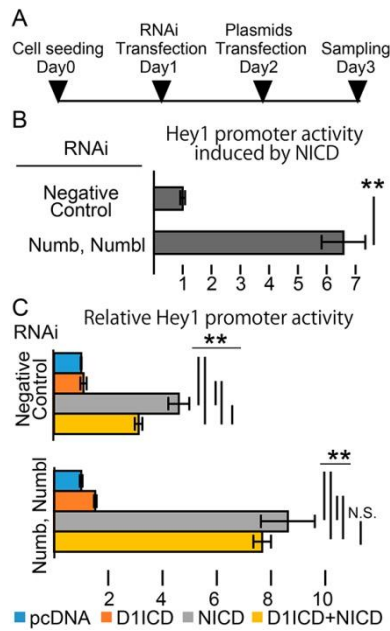 A
Cell seeding
Day0
RNAi
Transfection
Day1
Plasmids
Transfection
Day2
Sampling
Day3
B
Hey1 promoter activity
induced by NICD
RNAi
Negative
Control
Numb, Numbl
**
1 2 3 4 5 6 7
C
RNAi
Relative Hey1 promoter activity
Negative
Control
**
Numb, Numbl
**
N.S.
2 4 6 8 10
pcDNA D1ICD NICD D1ICD+NICD